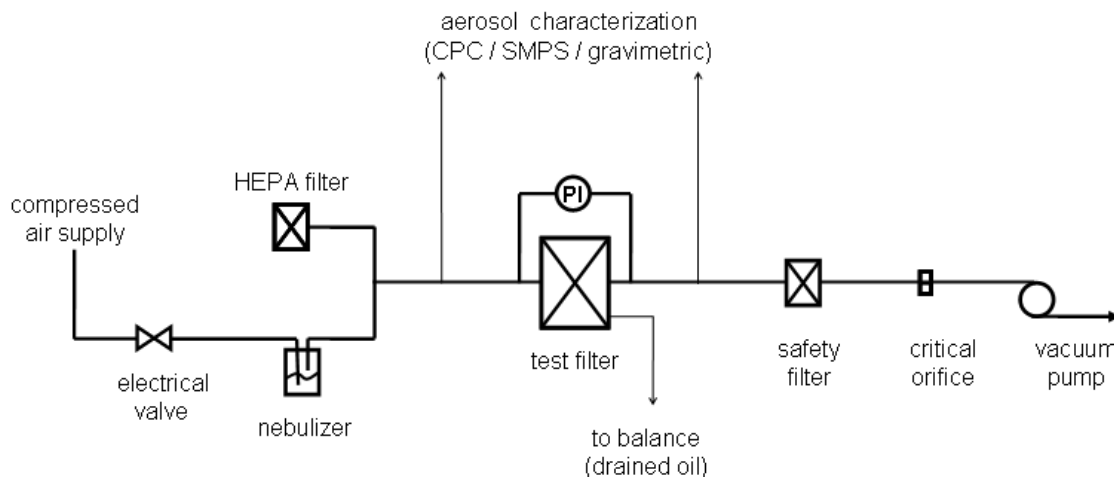 aerosol characterization
(CPC / SMPS / gravimetric)
HEPA filter
PI
compressed
air supply
test filter
safety
filter
critical
orifice
vacuum
pump
electrical
valve
nebulizer
to balance
(drained oil)